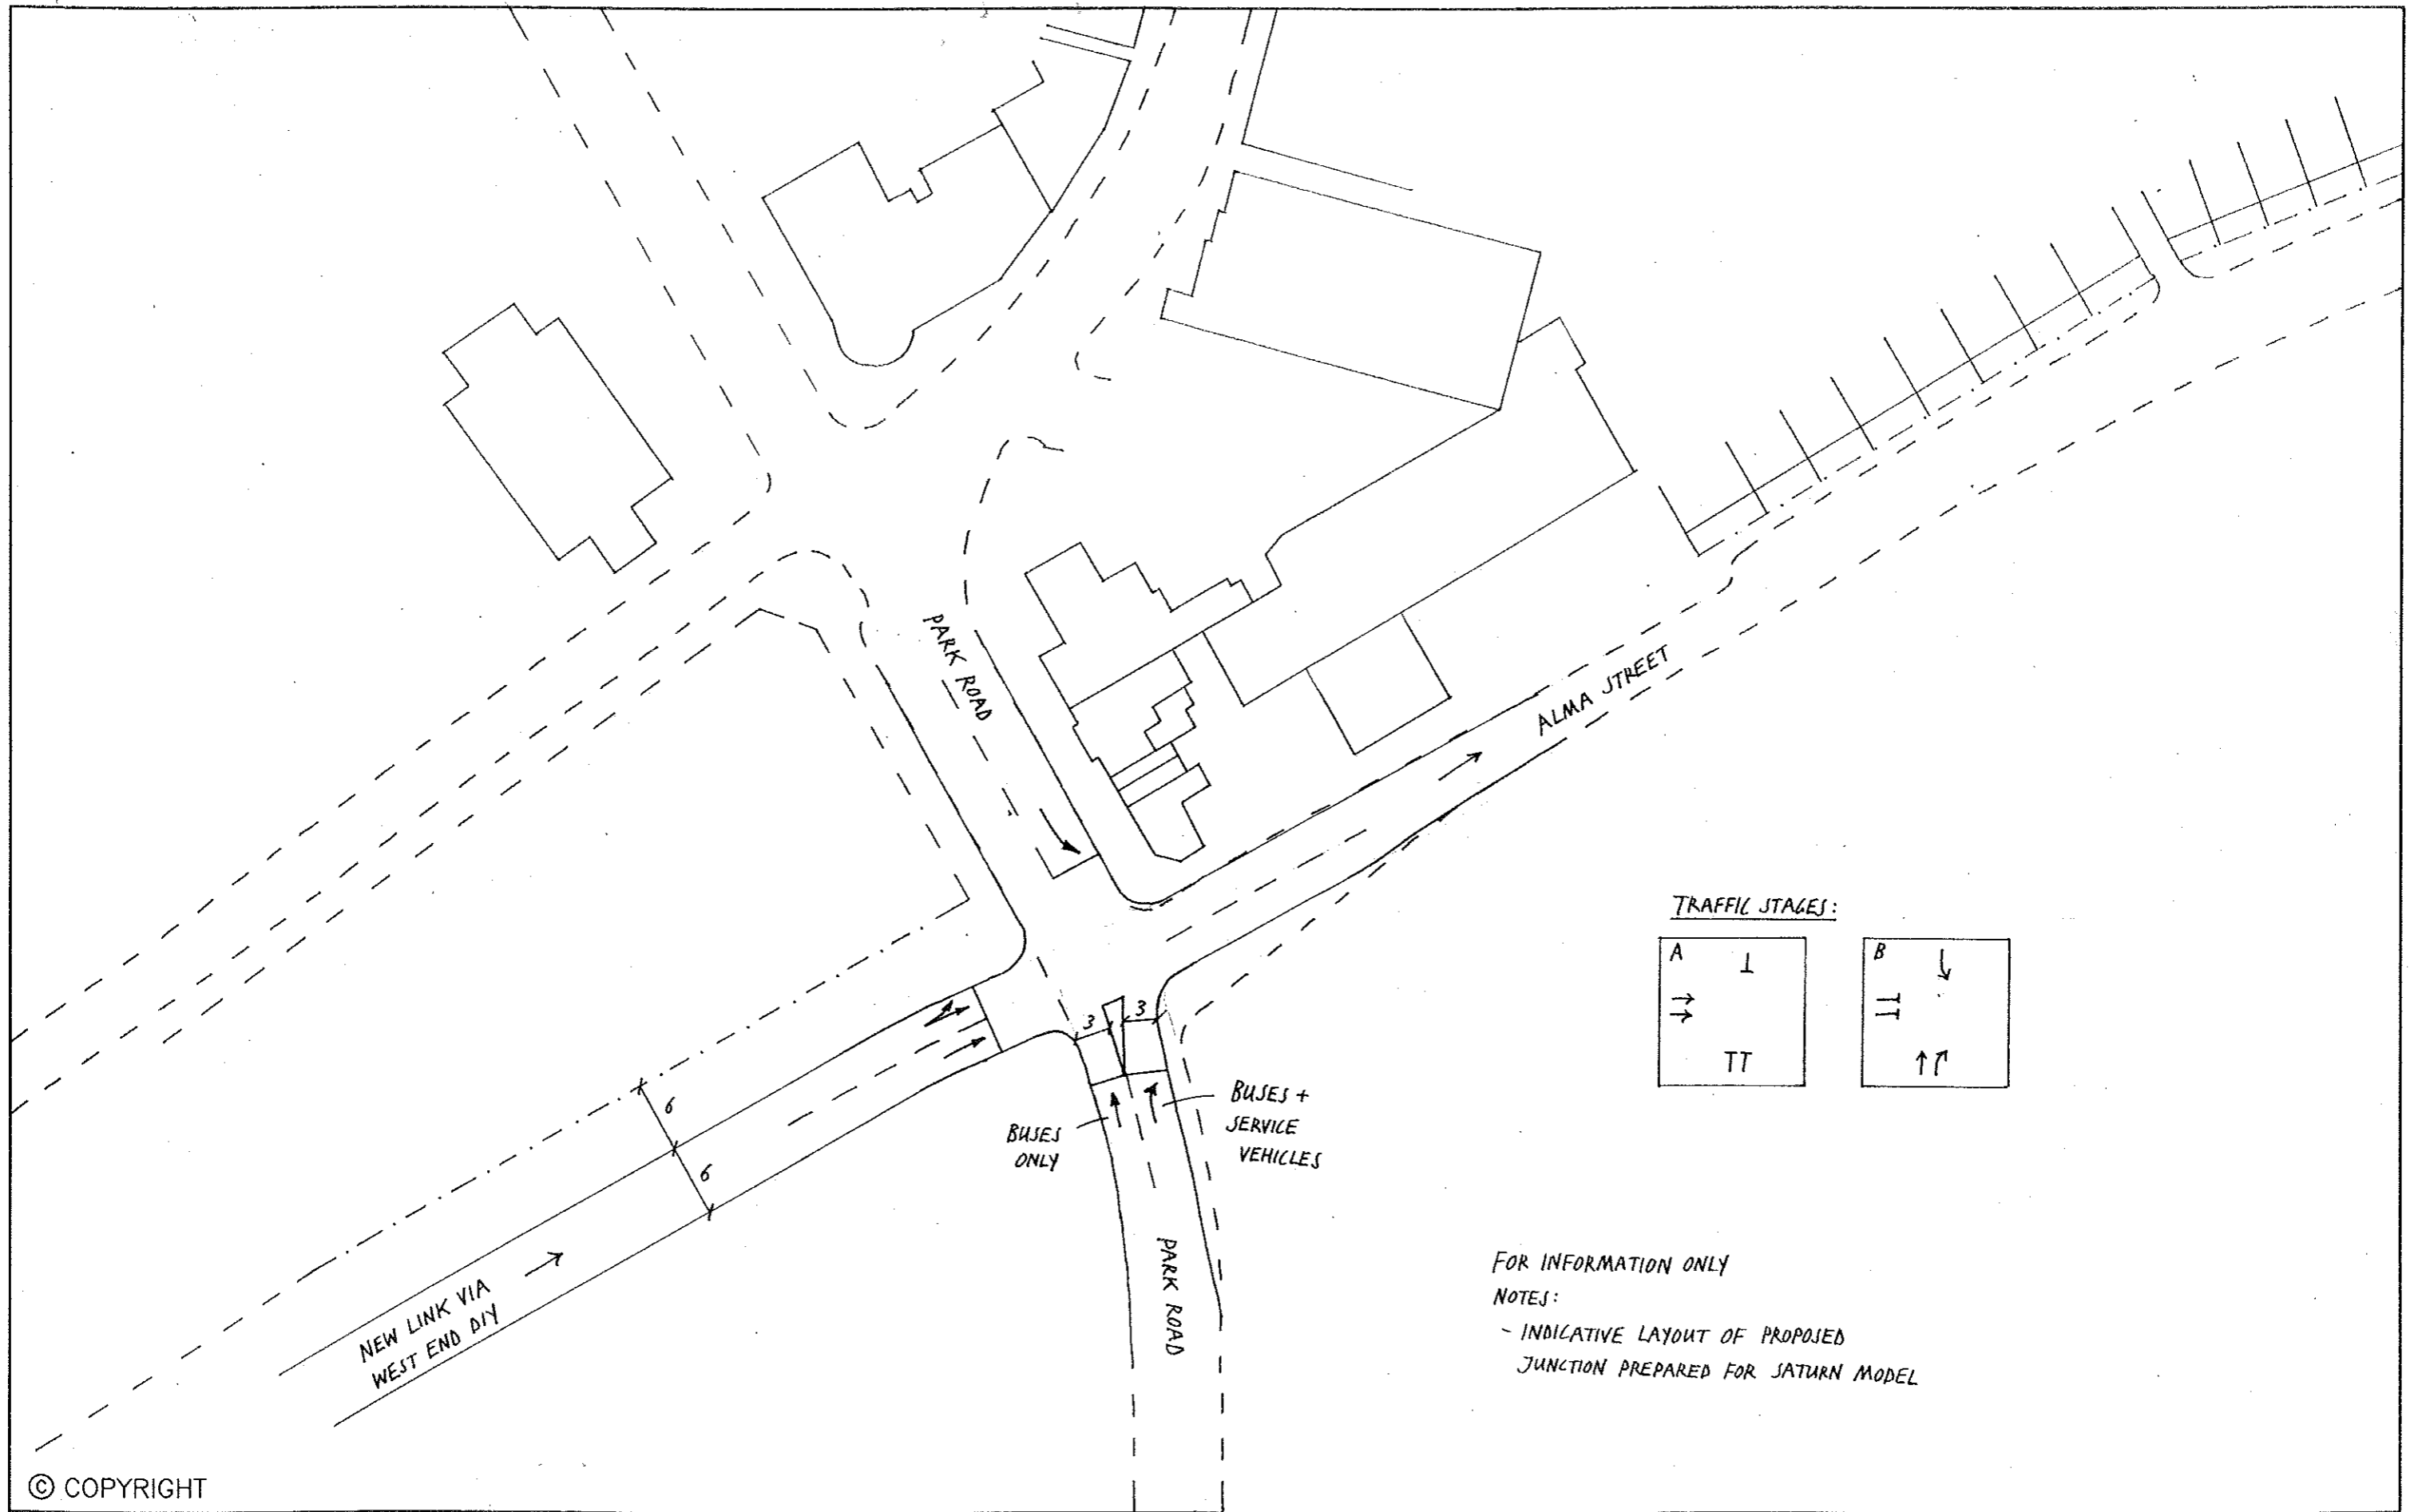 PARK ROAD
ALMA STREET
TRAFFIC STAGES:
A
B
3
3
6
6
BUSES
ONLY
BUSES +
SERVICE
VEHICLES
PARK ROAD
NEW LINK VIA
WEST END DIY
FOR INFORMATION ONLY
NOTES:
- INDICATIVE LAYOUT OF PROPOSED
JUNCTION PREPARED FOR SATURN MODEL
© COPYRIGHT